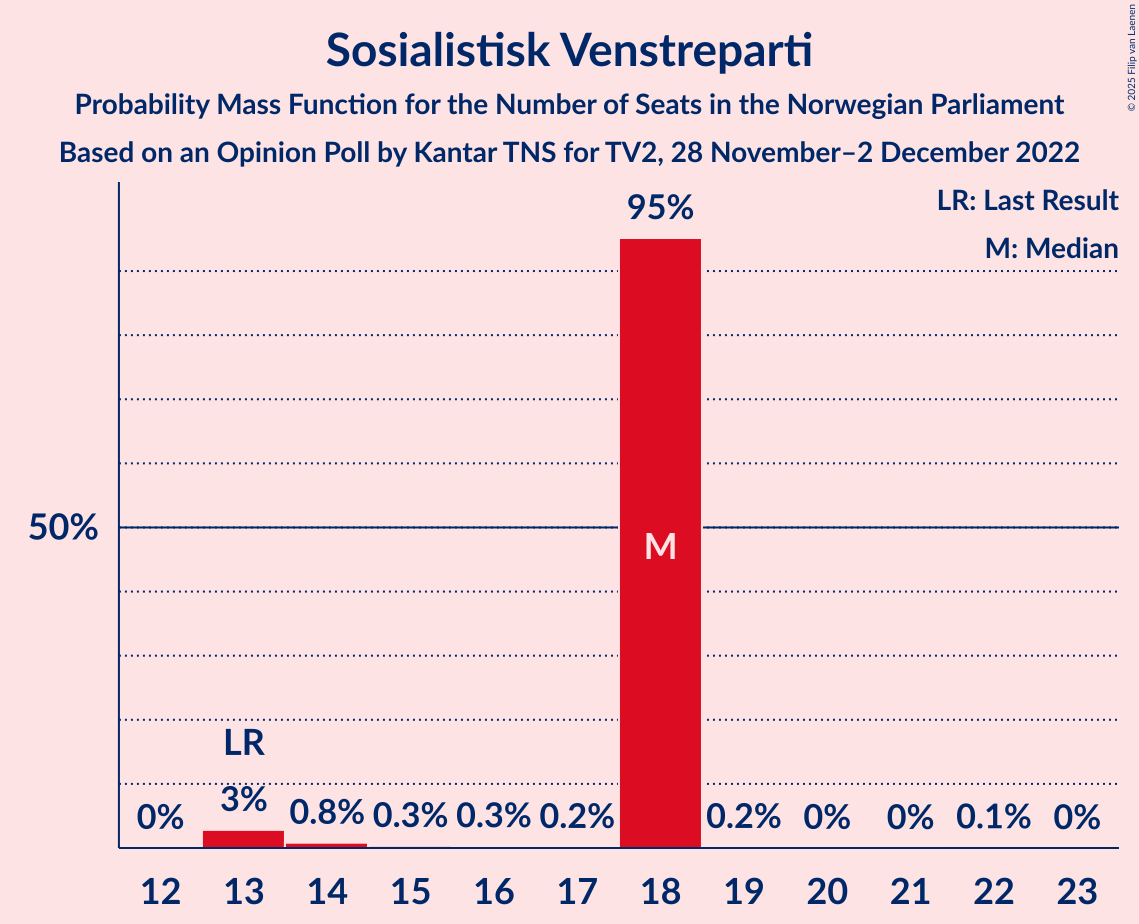 Sosialistisk Venstreparti
Probability Mass Function for the Number of Seats in the Norwegian Parliament
Based on an Opinion Poll by Kantar TNS for TV2, 28 November–2 December 2022
© 2025 Filip van Laenen
LR: Last Result
M: Median
95%
50%
M
LR
0% 3% 0.8% 0.3% 0.3% 0.2% 0.2% 0% 0% 0.1% 0%
12 13 14 15 16 17 18 19 20 21 22 23